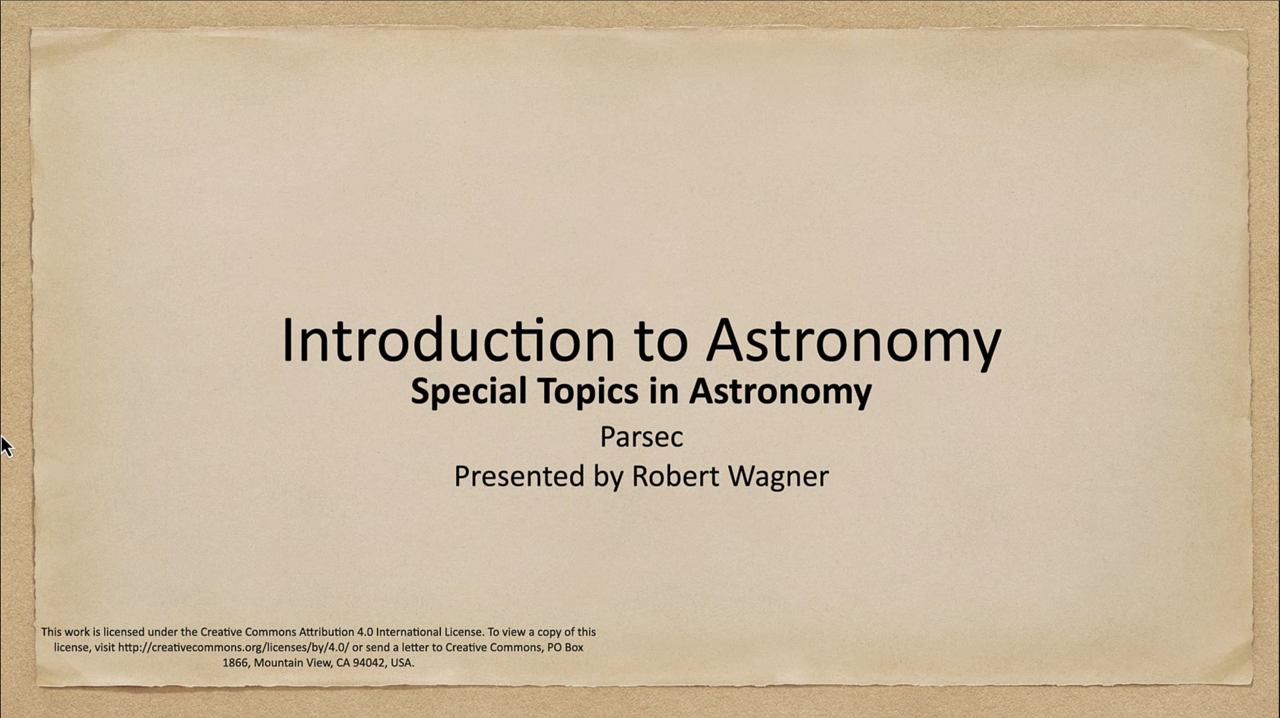 Introduction to Astronomy
Special Topics in Astronomy
Parsec
Presented by Robert Wagner
This work is licensed under the Creative Commons Attribution 4.0 International License. To view a copy of this
license, visit http://creativecommons.org/licenses/by/4.0/ or send a letter to Creative Commons, PO Box
1866, Mountain View, CA 94042, USA.